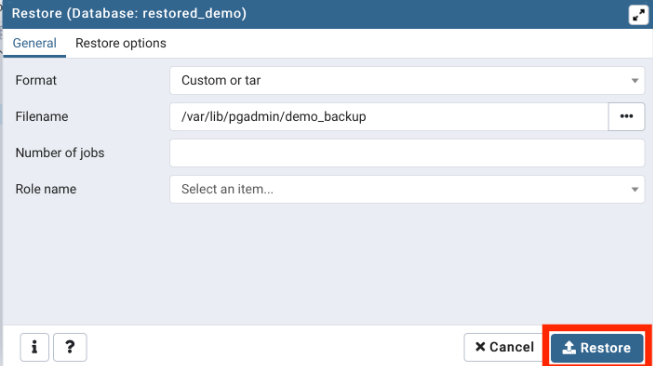 Restore (Database: restored_demo)
General Restore options
Format Custom or tar
Filename /var/lib/pgadmin/demo_backup •••
Number of jobs
Role name Select an item...
i ? × Cancel Restore